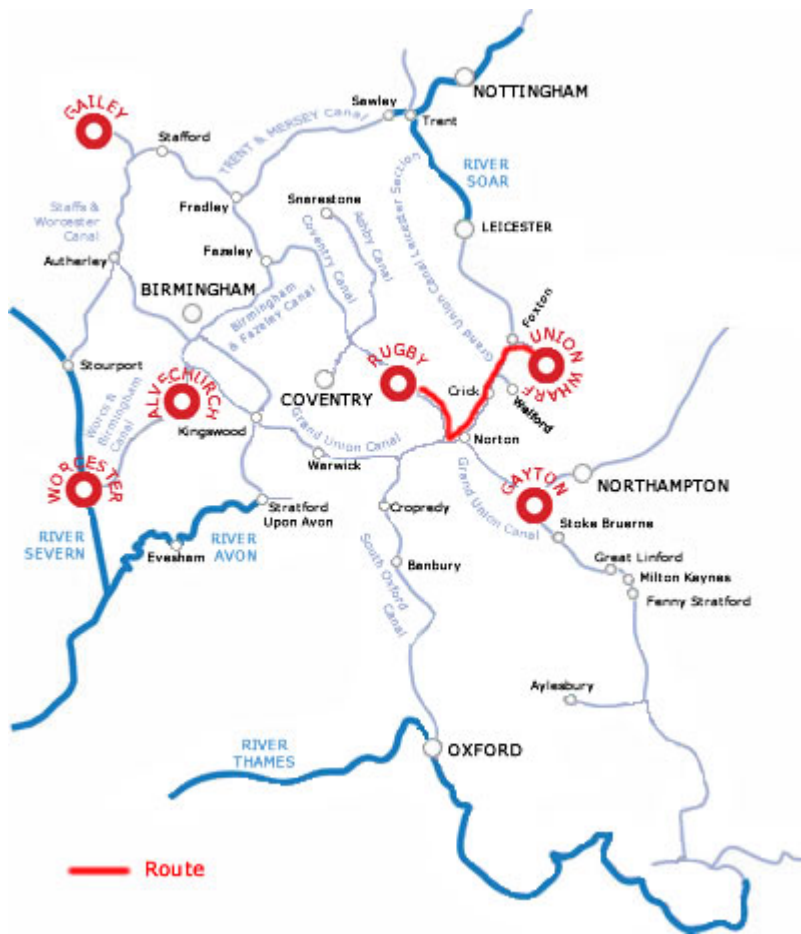 GAILEY
Stafford
TRENT & MERSEY Canal
Sawley
Trent
NOTTINGHAM
RIVER
SOAR
Staffs &
Worcester
Canal
Fradley
Snarestone
Ashby Canal
Coventry Canal
Grand Union Canal Leicester Section
LEICESTER
Autherley
Fazeley
BIRMINGHAM
Birmingham
& Fazeley Canal
Foxton
UNION WHARF
Stourport
ALVECHURCH
Worcs &
Birmingham
Canal
COVENTRY
RUGBY
Crick
Welford
Kingswood
Grand Union Canal
Warwick
Norton
WORCESTER
Grand Union Canal
GAYTON
NORTHAMPTON
RIVER
SEVERN
Stratford
Upon Avon
RIVER
AVON
Evesham
Cropredy
Stoke Bruerne
Banbury
South Oxford
Canal
Great Linford
Milton Keynes
Fenny Stratford
Aylesbury
RIVER
THAMES
OXFORD
Route